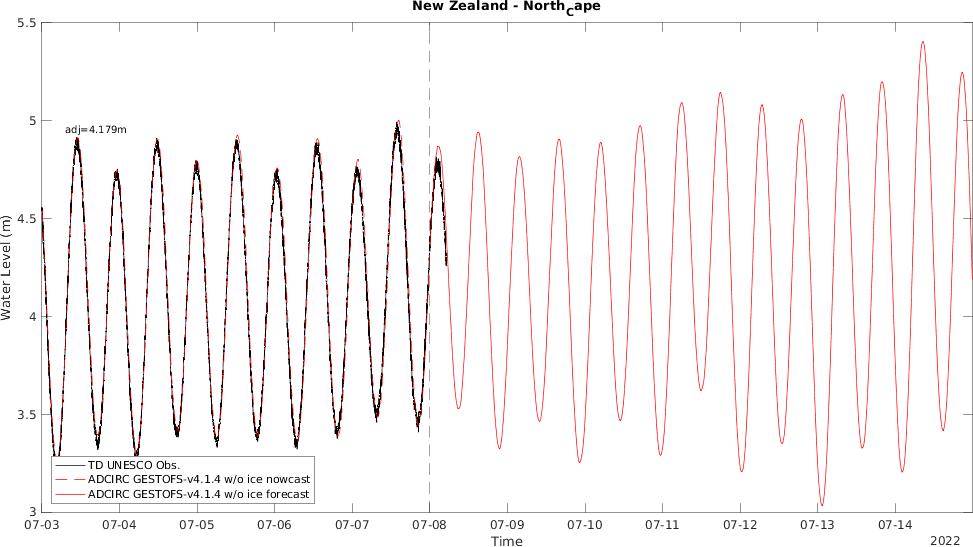 New Zealand - NorthCape
5.5
adj=4.179m
5
4.5
Water Level (m)
4
3.5
TD UNESCO Obs.
ADCIRC GESTOFS-v4.1.4 w/o ice nowcast
ADCIRC GESTOFS-v4.1.4 w/o ice forecast
3
07-03 07-04 07-05 07-06 07-07 07-08 07-09 07-10 07-11 07-12 07-13 07-14
Time
2022